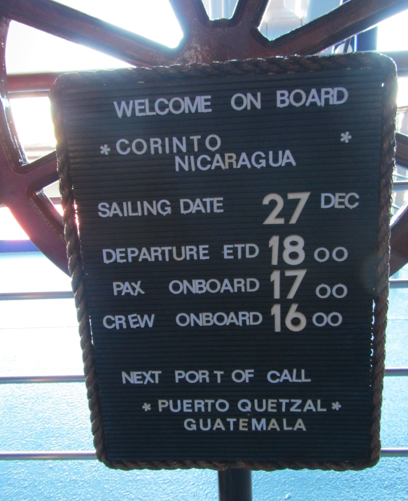 WELCOME ON BOARD
* CORINTO *
NICARAGUA
SAILING DATE 27 DEC
DEPARTURE ETD 18 00
PAX ONBOARD 17 00
CREW ONBOARD 16 00
NEXT PORT OF CALL
* PUERTO QUETZAL *
GUATEMALA